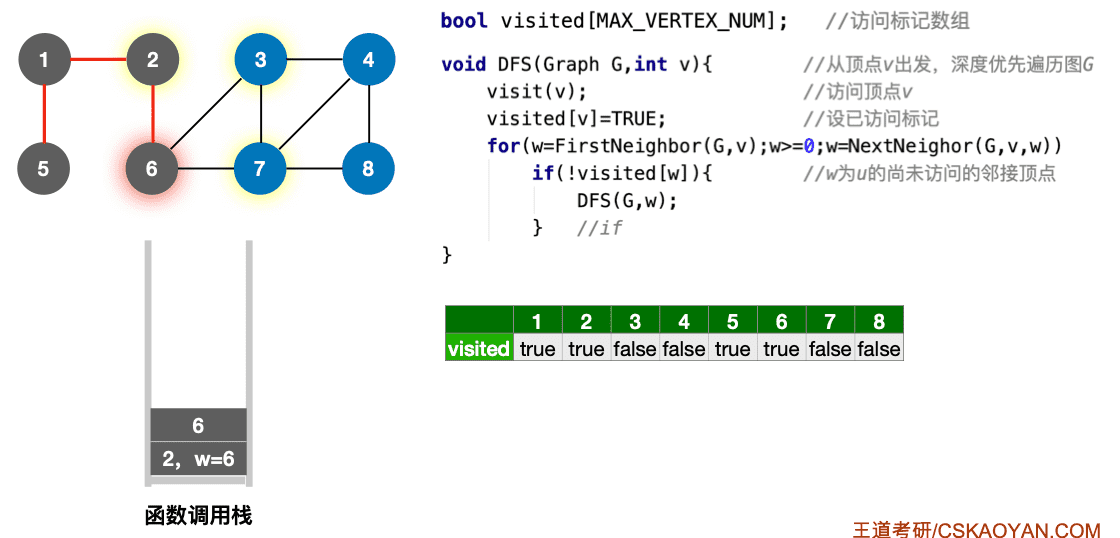 bool visited[MAX_VERTEX_NUM]; //访问标记数组
void DFS(Graph G,int v){ //从顶点v出发，深度优先遍历图G
visit(v); //访问顶点v
visited[v]=TRUE; //设已访问标记
for(w=FirstNeighbor(G,v);w>=0;w=NextNeighor(G,v,w))
if(!visited[w]){ //w为u的尚未访问的邻接顶点
DFS(G,w);
} //if
}
1 2 3 4
5 6 7 8
1 2 3 4 5 6 7 8
visited true true false false true true false false
6
2，w=6
函数调用栈
王道考研/CSKAOYAN.COM